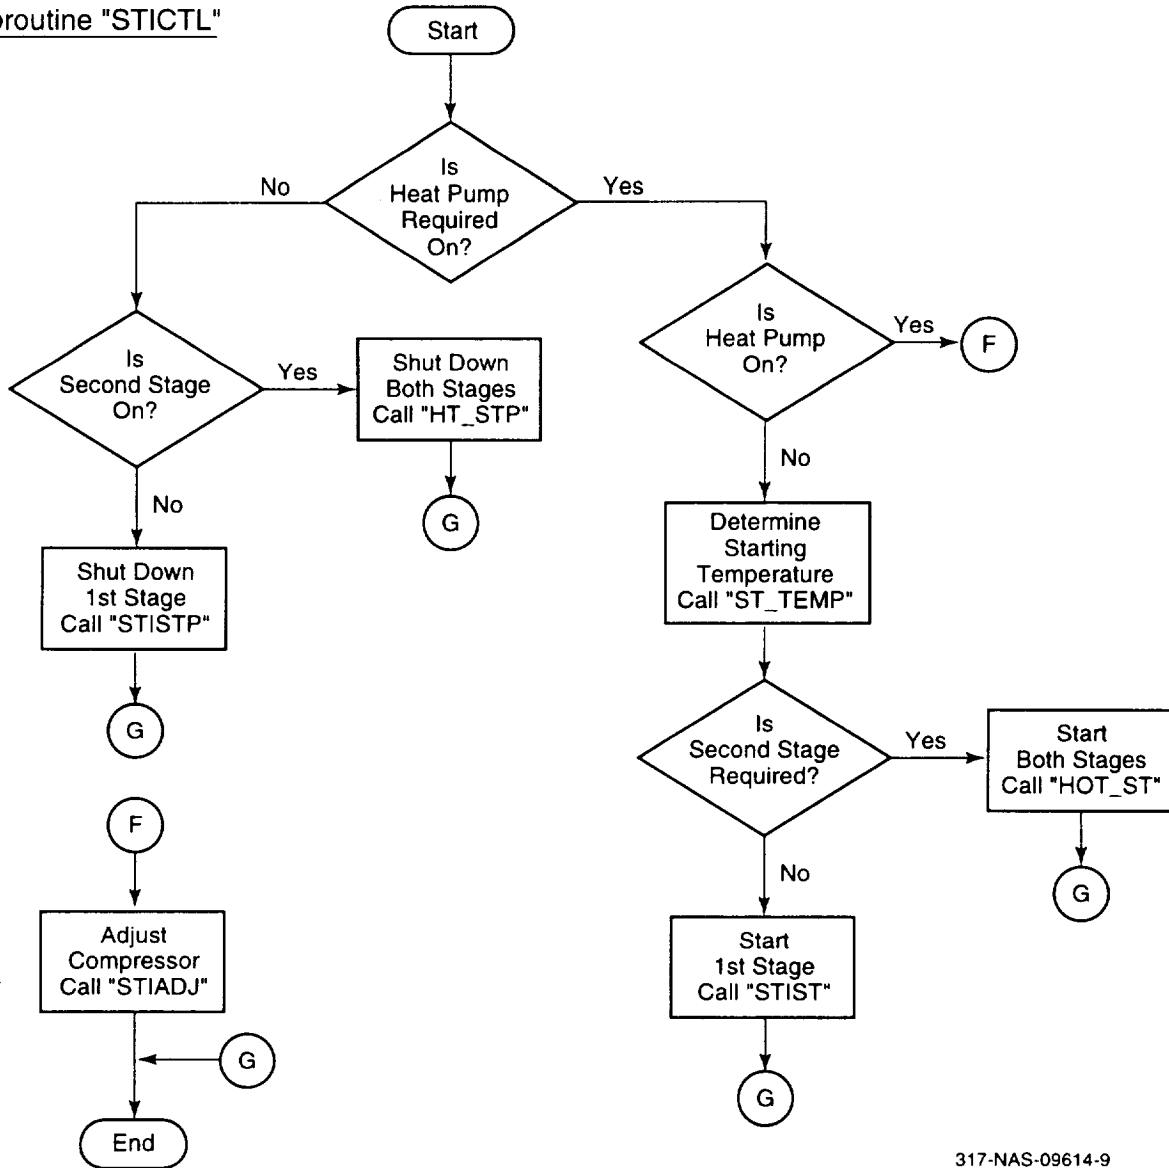 routine "STICTL"
Start
Is
Heat Pump
Required
On?
No
Yes
Is
Second Stage
On?
Yes
Shut Down
Both Stages
Call "HT_STP"
G
No
Shut Down
1st Stage
Call "STISTP"
G
Is
Heat Pump
On?
Yes
F
No
Determine
Starting
Temperature
Call "ST_TEMP"
Is
Second Stage
Required?
Yes
Start
Both Stages
Call "HOT_ST"
G
No
Start
1st Stage
Call "STIST"
G
F
Adjust
Compressor
Call "STIADJ"
G
End
317-NAS-09614-9